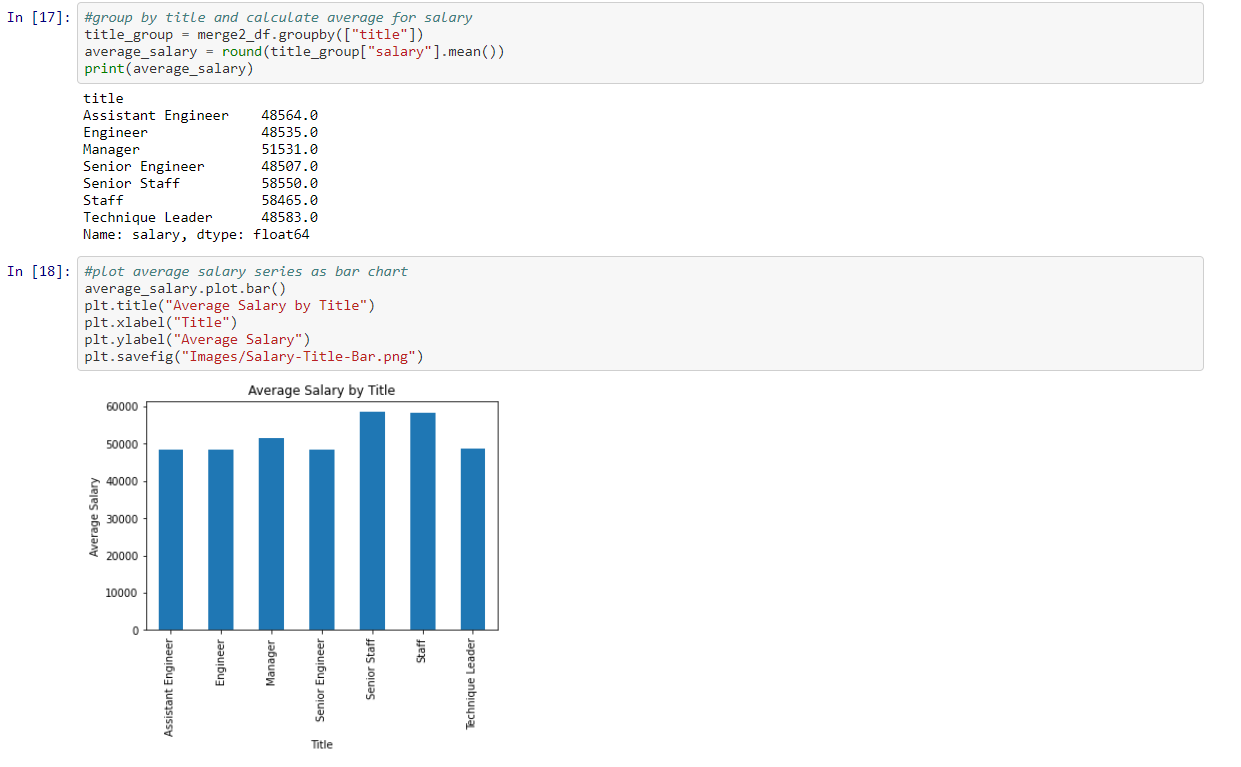 In [17]: #group by title and calculate average for salary
title_group = merge2_df.groupby(["title"])
average_salary = round(title_group["salary"].mean())
print(average_salary)
title
Assistant Engineer    48564.0
Engineer              48535.0
Manager               51531.0
Senior Engineer       48507.0
Senior Staff          58550.0
Staff                 58465.0
Technique Leader      48583.0
Name: salary, dtype: float64
In [18]: #plot average salary series as bar chart
average_salary.plot.bar()
plt.title("Average Salary by Title")
plt.xlabel("Title")
plt.ylabel("Average Salary")
plt.savefig("Images/Salary-Title-Bar.png")
Average Salary by Title
60000
50000
40000
30000
20000
10000
0
Average Salary
Assistant Engineer
Engineer
Manager
Senior Engineer
Senior Staff
Staff
Technique Leader
Title